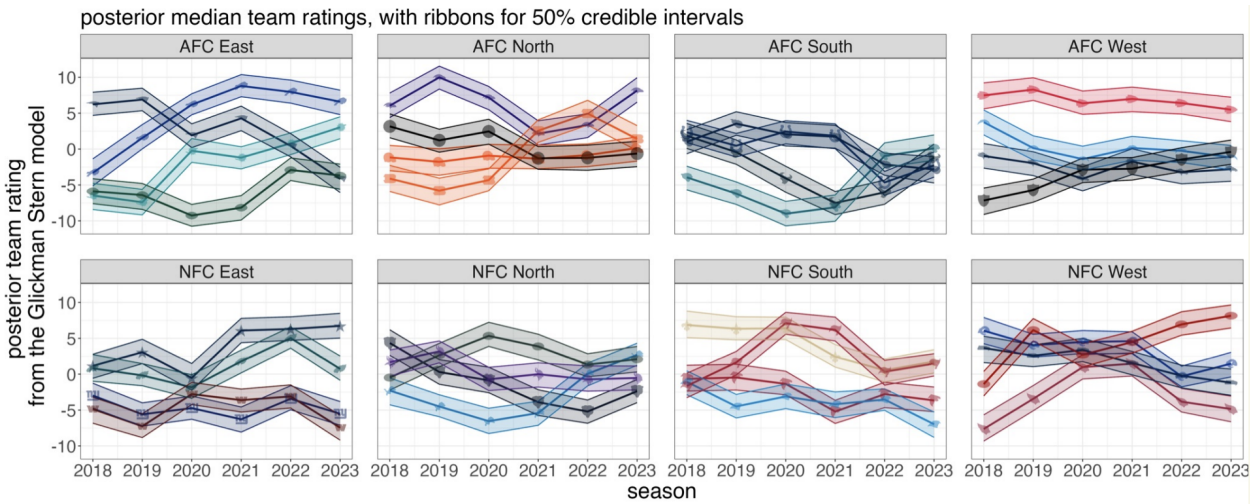 posterior median team ratings, with ribbons for 50% credible intervals
AFC East
AFC North
AFC South
AFC West
10
5
0
-5
-10
NFC East
NFC North
NFC South
NFC West
10
5
0
-5
-10
posterior team rating
from the Glickman Stern model
2018 2019 2020 2021 2022 2023
2018 2019 2020 2021 2022 2023
2018 2019 2020 2021 2022 2023
2018 2019 2020 2021 2022 2023
season